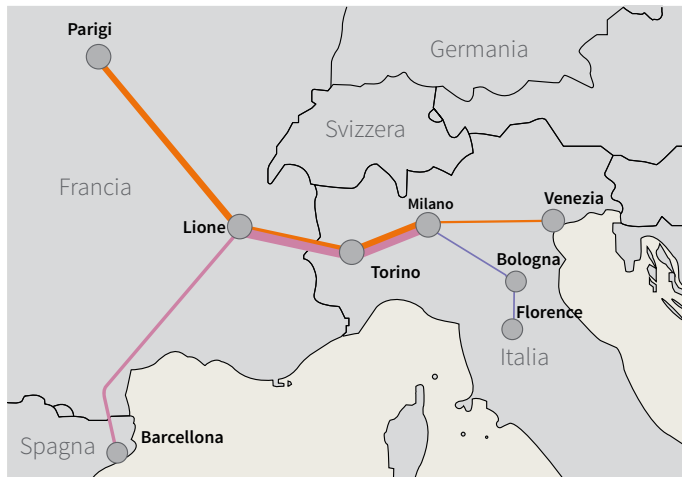 Parigi
Germania
Svizzera
Francia
Venezia
Milano
Lione
Bologna
Torino
Florence
Italia
Barcellona
Spagna